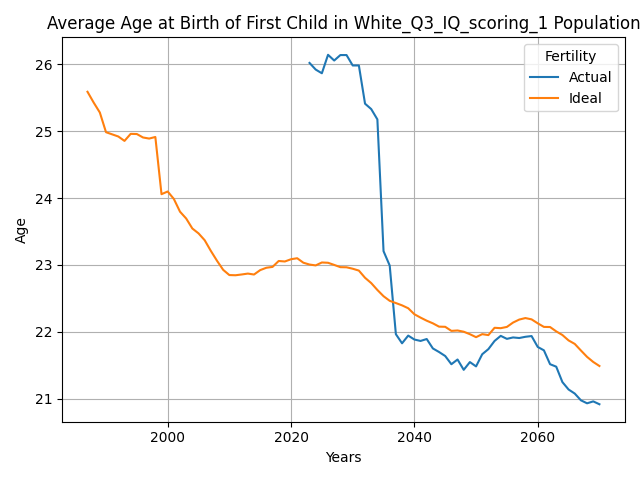 Average Age at Birth of First Child in White_Q3_IQ_scoring_1 Population
Fertility
Actual
Ideal
26
25
24
23
22
21
Age
2000
2020
2040
2060
Years